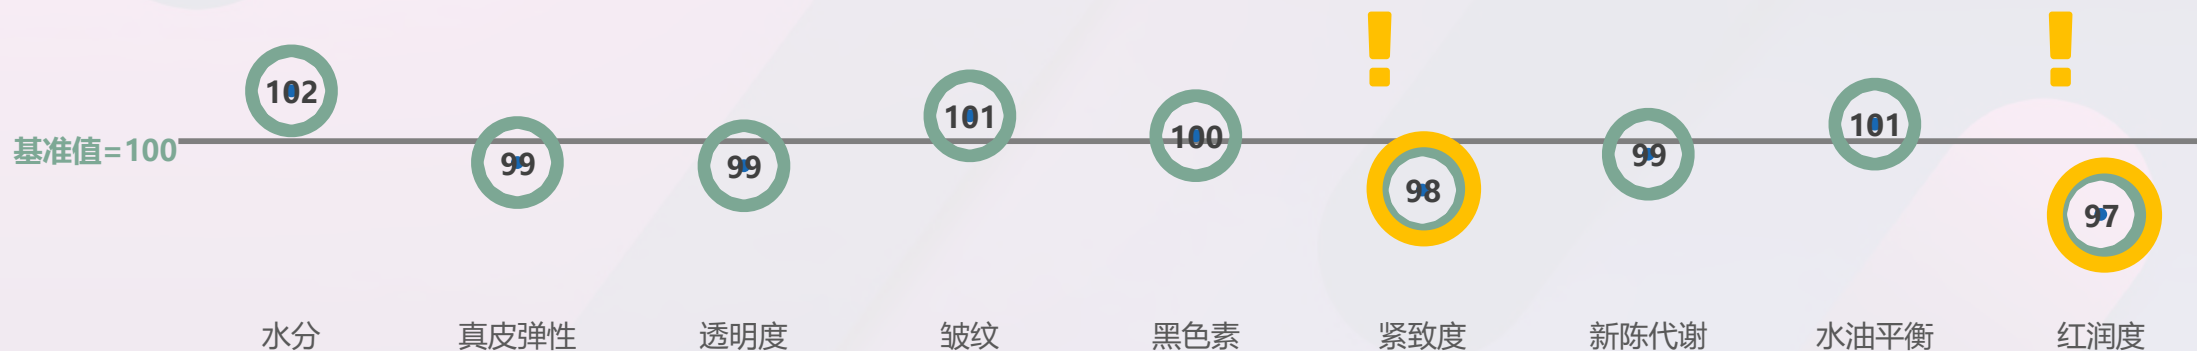 ! !
102 99 99 101 100 98 99 101 97
基准值=100
水分 真皮弹性 透明度 皱纹 黑色素 紧致度 新陈代谢 水油平衡 红润度